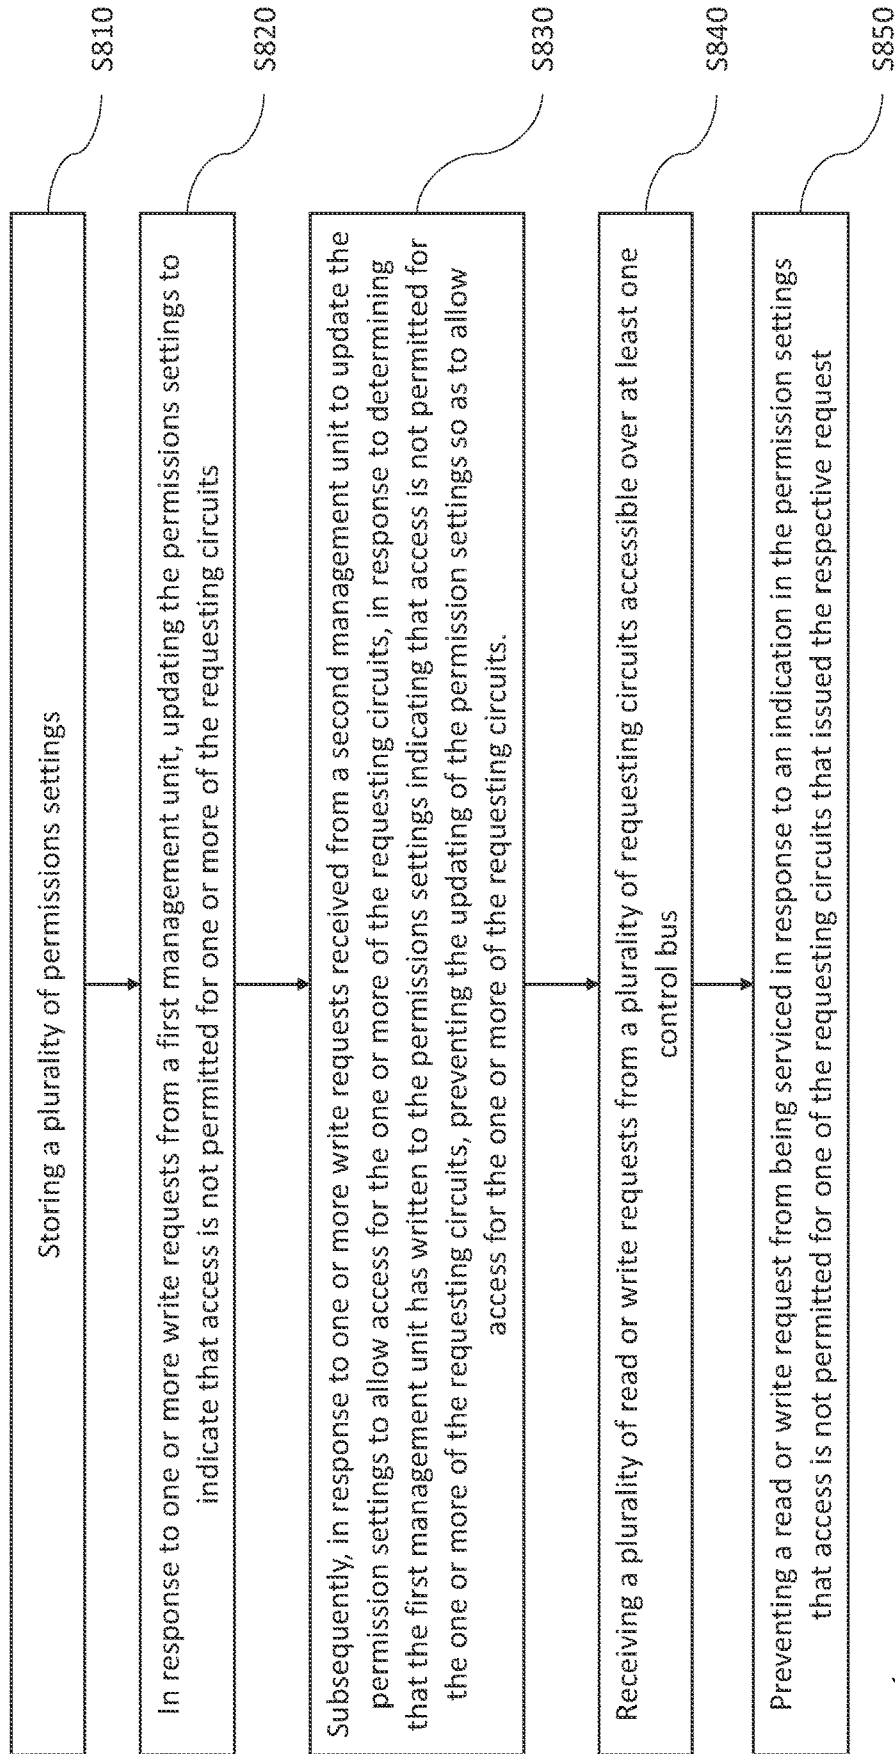 Storing a plurality of permissions settings
S810
In response to one or more write requests from a first management unit, updating the permissions settings to
indicate that access is not permitted for one or more of the requesting circuits
S820
Subsequently, in response to one or more write requests received from a second management unit to update the
permission settings to allow access for the one or more of the requesting circuits, in response to determining
that the first management unit has written to the permissions settings indicating that access is not permitted for
the one or more of the requesting circuits, preventing the updating of the permission settings so as to allow
access for the one or more of the requesting circuits.
S830
Receiving a plurality of read or write requests from a plurality of requesting circuits accessible over at least one
control bus
S840
Preventing a read or write request from being serviced in response to an indication in the permission settings
that access is not permitted for one of the requesting circuits that issued the respective request
S850